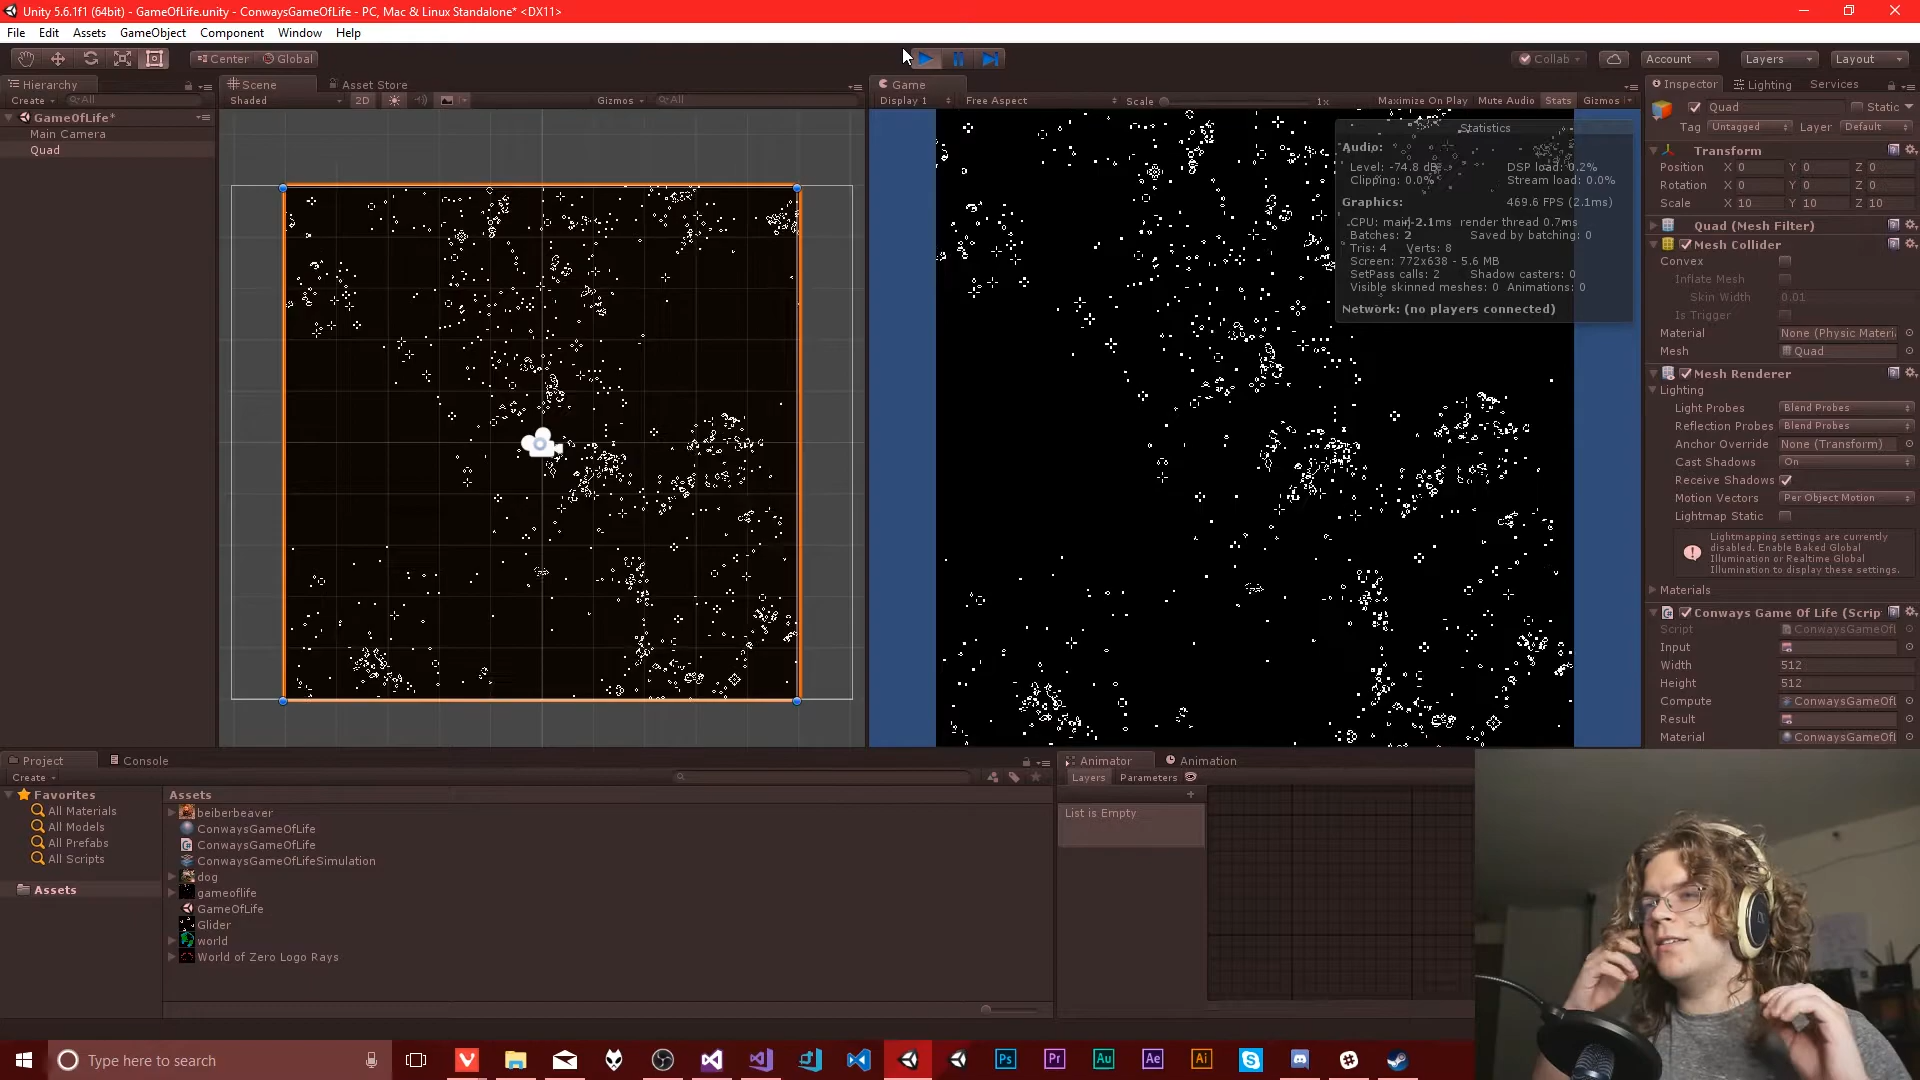 Unity 5.6.1f1 (64bit) - GameOfLife.unity - ConwaysGameOfLife - PC, Mac & Linux Standalone* <DX11>
File Edit Assets GameObject Component Window Help
Center Global
Collab Account Layers Layout
Hierarchy
Create All
GameOfLife*
Main Camera
Quad
Scene Asset Store
Shaded 2D Gizmos All
Game
Display 1 Free Aspect Scale 1x Maximize On Play Mute Audio Stats Gizmos
Statistics
Audio:
Level: -74.8 dB DSP load: 0.2%
Clipping: 0.0% Stream load: 0.0%
Graphics: 469.6 FPS (2.1ms)
CPU: main 2.1ms render thread 0.7ms
Batches: 2 Saved by batching: 0
Tris: 4 Verts: 8
Screen: 772x638 - 5.6 MB
SetPass calls: 2 Shadow casters: 0
Visible skinned meshes: 0 Animations: 0
Network: (no players connected)
Inspector Lighting Services
Quad Static
Tag Untagged Layer Default
Transform
Position X 0 Y 0 Z 0
Rotation X 0 Y 0 Z 0
Scale X 10 Y 10 Z 10
Quad (Mesh Filter)
Mesh Collider
Convex
Inflate Mesh
Skin Width 0.01
Is Trigger
Material None (Physic Materi
Mesh Quad
Mesh Renderer
Lighting
Light Probes Blend Probes
Reflection Probes Blend Probes
Anchor Override None (Transform)
Cast Shadows On
Receive Shadows
Motion Vectors Per Object Motion
Lightmap Static
Lightmapping settings are currently
disabled. Enable Baked Global
Illumination or Realtime Global
Illumination to display these settings.
Materials
Conways Game Of Life (Scrip
Script ConwaysGameOfl
Input
Width 512
Height 512
Compute ConwaysGameOfl
Result
Material ConwaysGameOfl
Project Console
Create
Favorites
All Materials
All Models
All Prefabs
All Scripts
Assets
Assets
beiberbeaver
ConwaysGameOfLife
ConwaysGameOfLife
ConwaysGameOfLifeSimulation
dog
gameoflife
GameOfLife
Glider
world
World of Zero Logo Rays
Animator Animation
Layers Parameters
List is Empty
Type here to search
Ps Pr Au Ae Ai